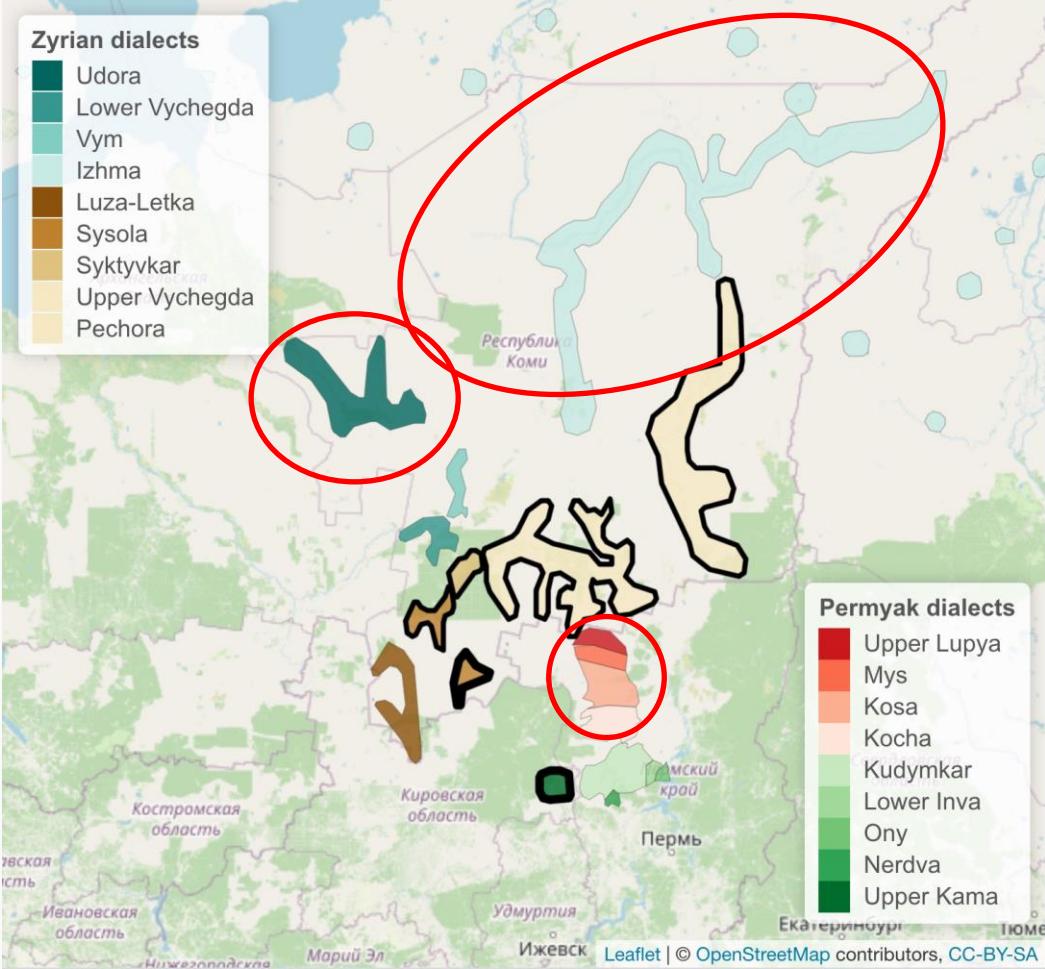 Zyrian dialects
Udora
Lower Vychegda
Vym
Izhma
Luza-Letka
Sysola
Syktyvkar
Upper Vychegda
Pechora
Республика
Коми
Permyak dialects
Upper Lupya
Mys
Kosa
Kocha
Kudymkar
Lower Inva
Ony
Nerdva
Upper Kama
край
Пермь
Костромская
область
Кировская
область
Ивановская
область
Удмуртия
Ижевск
Марий Эл
Екатеринбург
Leaflet | © OpenStreetMap contributors, CC-BY-SA